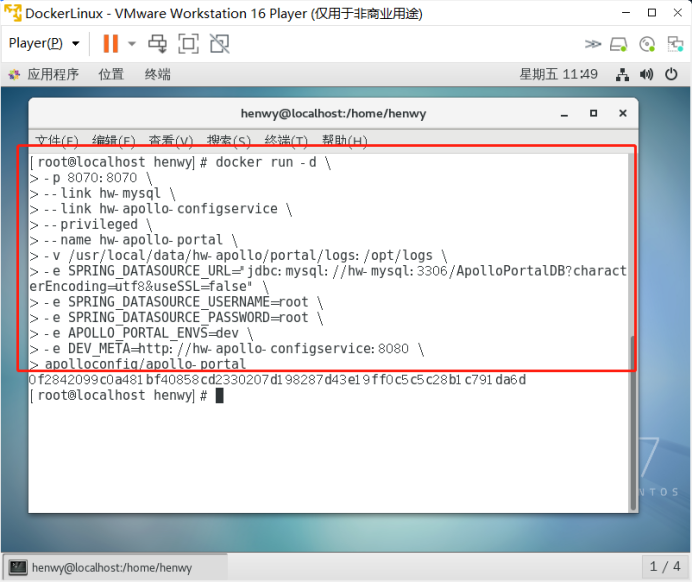 DockerLinux - VMware Workstation 16 Player (仅用于非商业用途)
Player(P)
应用程序 位置 终端 星期五 11:49
henwy@localhost:/home/henwy
文件(F) 编辑(E) 查看(V) 搜索(S) 终端(T) 帮助(H)
[root@localhost henwy]# docker run -d \
> -p 8070:8070 \
> --link hw-mysql \
> --link hw-apollo-configservice \
> --privileged \
> --name hw-apollo-portal \
> -v /usr/local/data/hw-apollo/portal/logs:/opt/logs \
> -e SPRING_DATASOURCE_URL="jdbc:mysql://hw-mysql:3306/ApolloPortalDB?charact
erEncoding=utf8&useSSL=false" \
> -e SPRING_DATASOURCE_USERNAME=root \
> -e SPRING_DATASOURCE_PASSWORD=root \
> -e APOLLO_PORTAL_ENVS=dev \
> -e DEV_META=http://hw-apollo-configservice:8080 \
> apolloconfig/apollo-portal
0f2842099c0a481bf40858cd2330207d198287d43e19ff0c5c5c28b1c791da6d
[root@localhost henwy]#
7
NTOS
henwy@localhost:/home/henwy
1 / 4